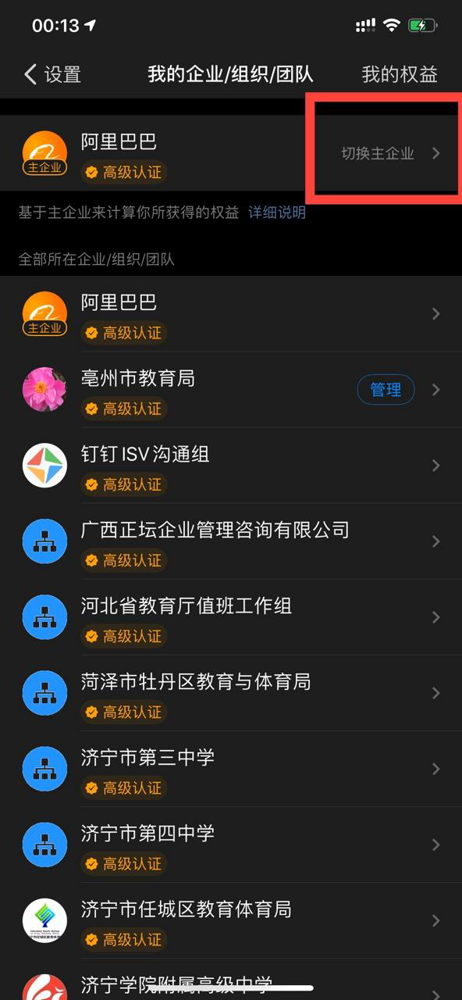 00:13
设置
我的企业/组织/团队
我的权益
阿里巴巴
主企业
高级认证
切换主企业
基于主企业来计算你所获得的权益 详细说明
全部所在企业/组织/团队
阿里巴巴
主企业
高级认证
亳州市教育局
高级认证
管理
钉钉ISV沟通组
高级认证
广西正坛企业管理咨询有限公司
高级认证
河北省教育厅值班工作组
高级认证
菏泽市牡丹区教育与体育局
高级认证
济宁市第三中学
高级认证
济宁市第四中学
高级认证
济宁市任城区教育体育局
高级认证
济宁学院附属高级中学